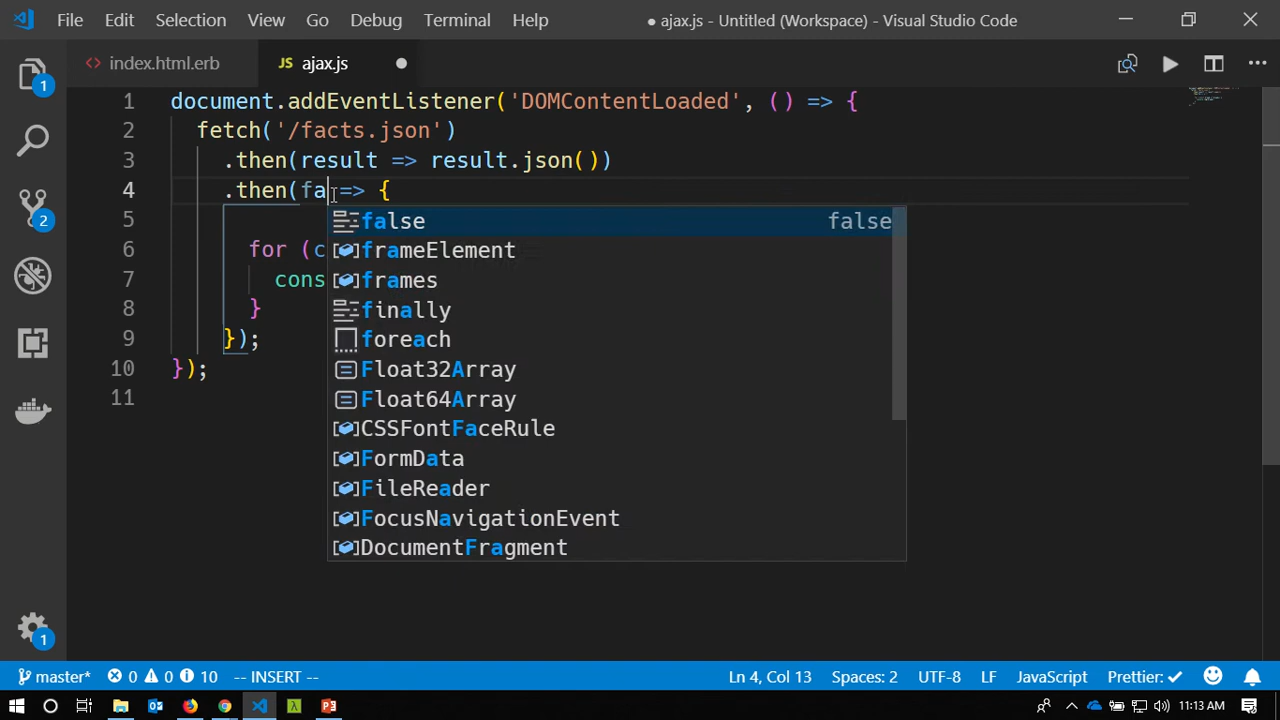 File Edit Selection View Go Debug Terminal Help ● ajax.js - Untitled (Workspace) - Visual Studio Code
<> index.html.erb JS ajax.js ●
1 document.addEventListener('DOMContentLoaded', () => {
2 fetch('/facts.json')
3 .then(result => result.json())
4 .then(fa => {
5
6 for (c
7 cons
8 }
9 });
10 });
11
false false
frameElement
frames
finally
foreach
Float32Array
Float64Array
CSSFontFaceRule
FormData
FileReader
FocusNavigationEvent
DocumentFragment
1
2
1
master* 0 0 10 -- INSERT -- Ln 4, Col 13 Spaces: 2 UTF-8 LF JavaScript Prettier: ✓
11:13 AM